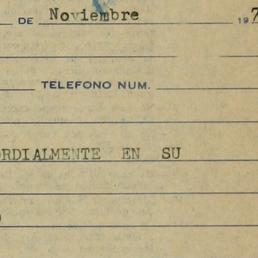 DE Noviembre 197
TELEFONO NUM.
ORDIALMENTE EN SU